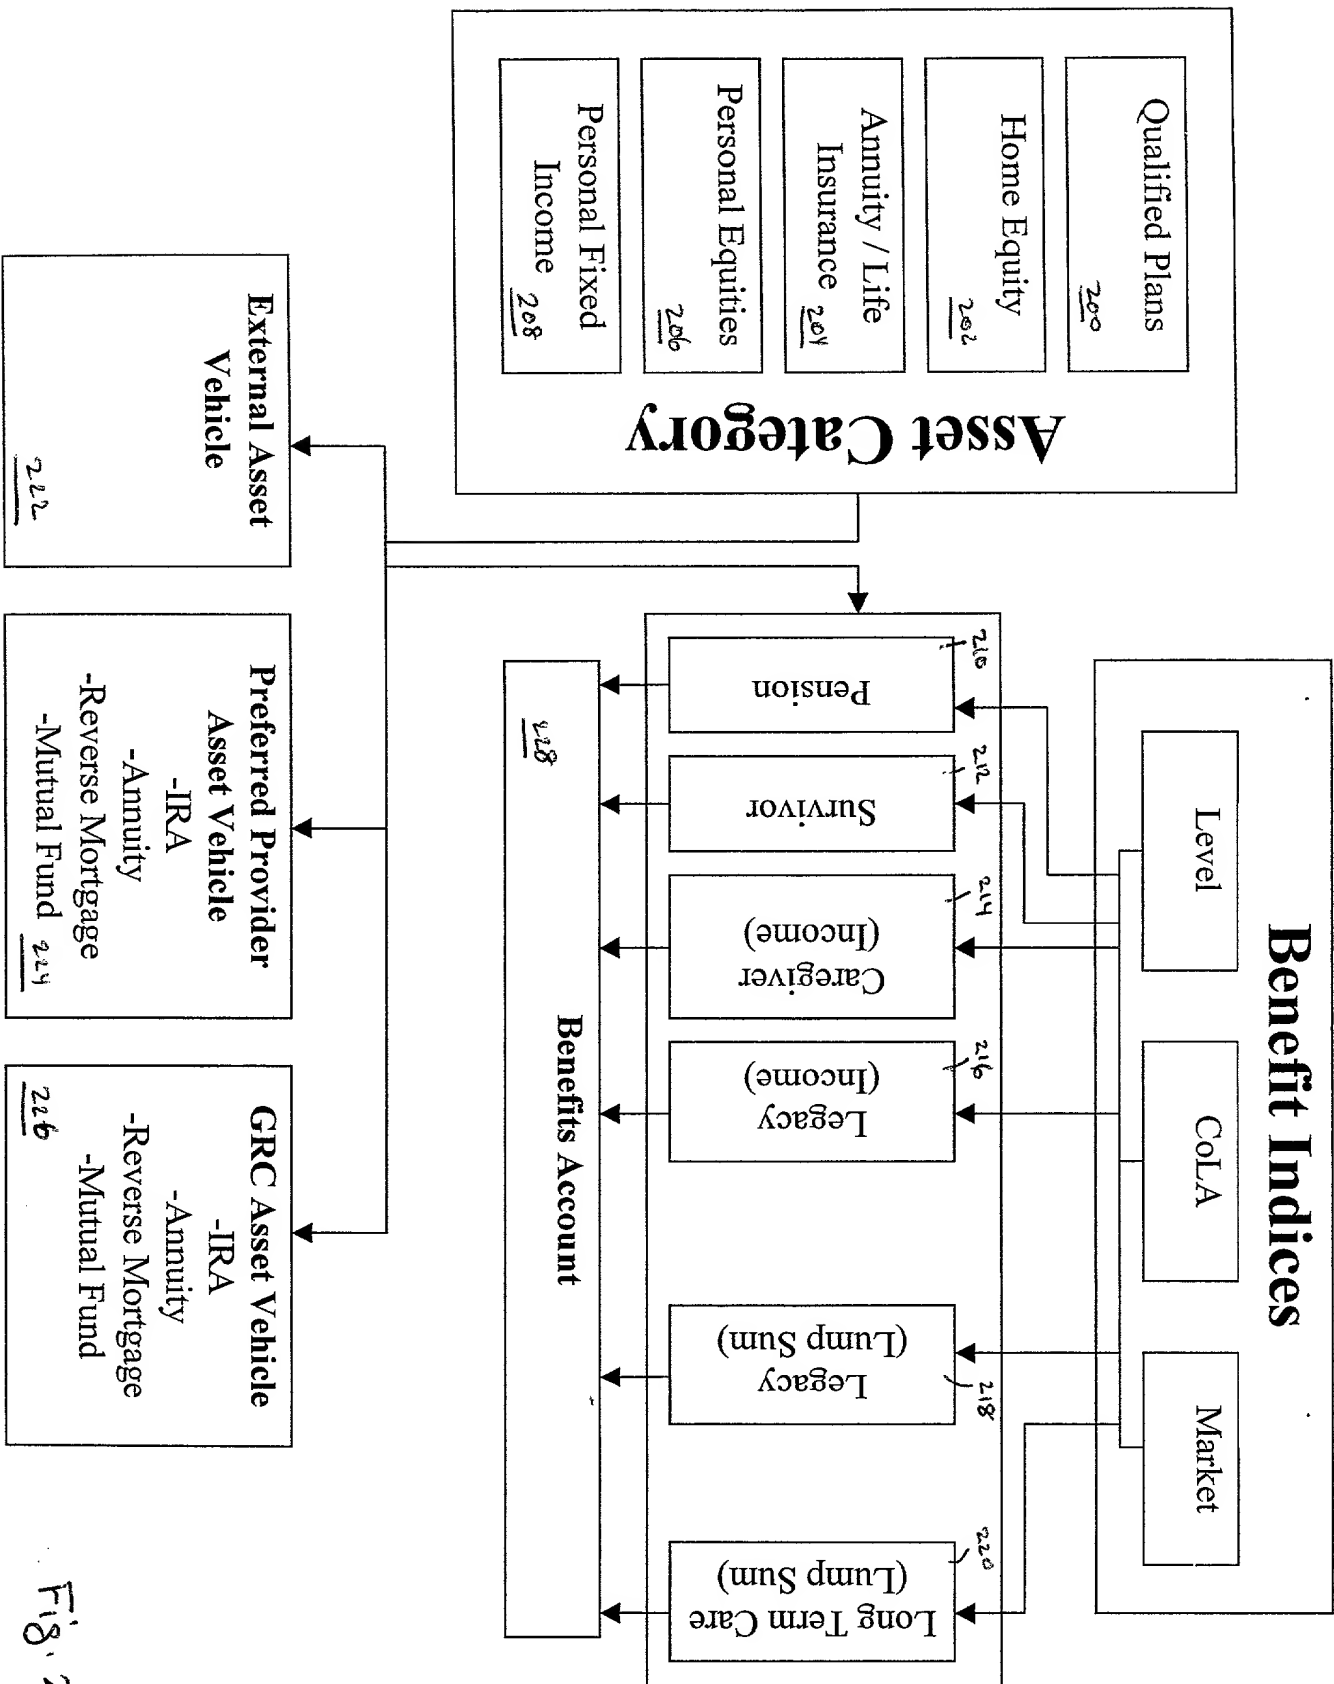 Benefit Indices
Level
CoLA
Market
Asset Category
Qualified Plans
200
Home Equity
202
Annuity / Life
Insurance 204
Personal Equities
206
Personal Fixed
Income 208
210
Pension
212
Survivor
214
Caregiver
(Income)
216
Legacy
(Income)
218
Legacy
(Lump Sum)
220
Long Term Care
(Lump Sum)
Benefits Account
228
External Asset
Vehicle
222
Preferred Provider
Asset Vehicle
-IRA
-Annuity
-Reverse Mortgage
-Mutual Fund 224
GRC Asset Vehicle
-IRA
-Annuity
-Reverse Mortgage
-Mutual Fund
226
Fig. 2